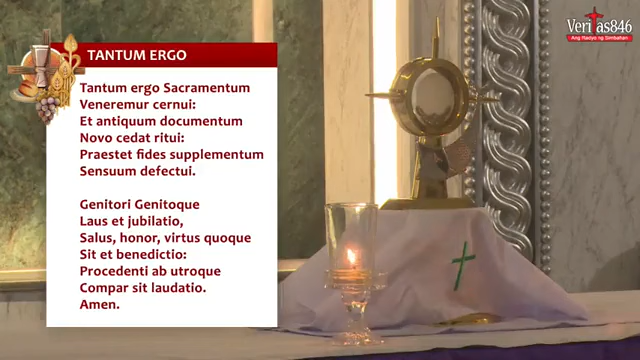 TANTUM ERGO
Tantum ergo Sacramentum
Veneremur cernui:
Et antiquum documentum
Novo cedat ritui:
Praestet fides supplementum
Sensuum defectui.
Genitori Genitoque
Laus et jubilatio,
Salus, honor, virtus quoque
Sit et benedictio:
Procedenti ab utroque
Compar sit laudatio.
Amen.
Veritas846
Ang Radyo ng Simbahan